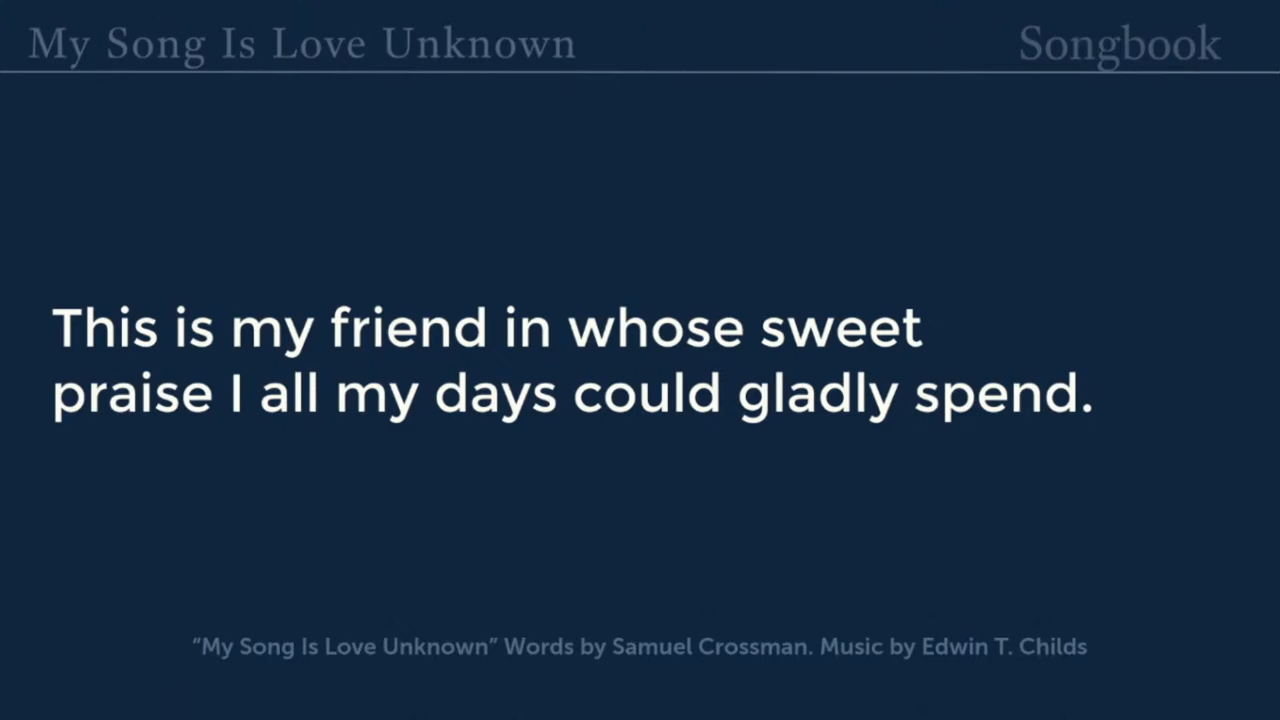 My Song Is Love Unknown Songbook
This is my friend in whose sweet
praise I all my days could gladly spend.
“My Song Is Love Unknown” Words by Samuel Crossman. Music by Edwin T. Childs